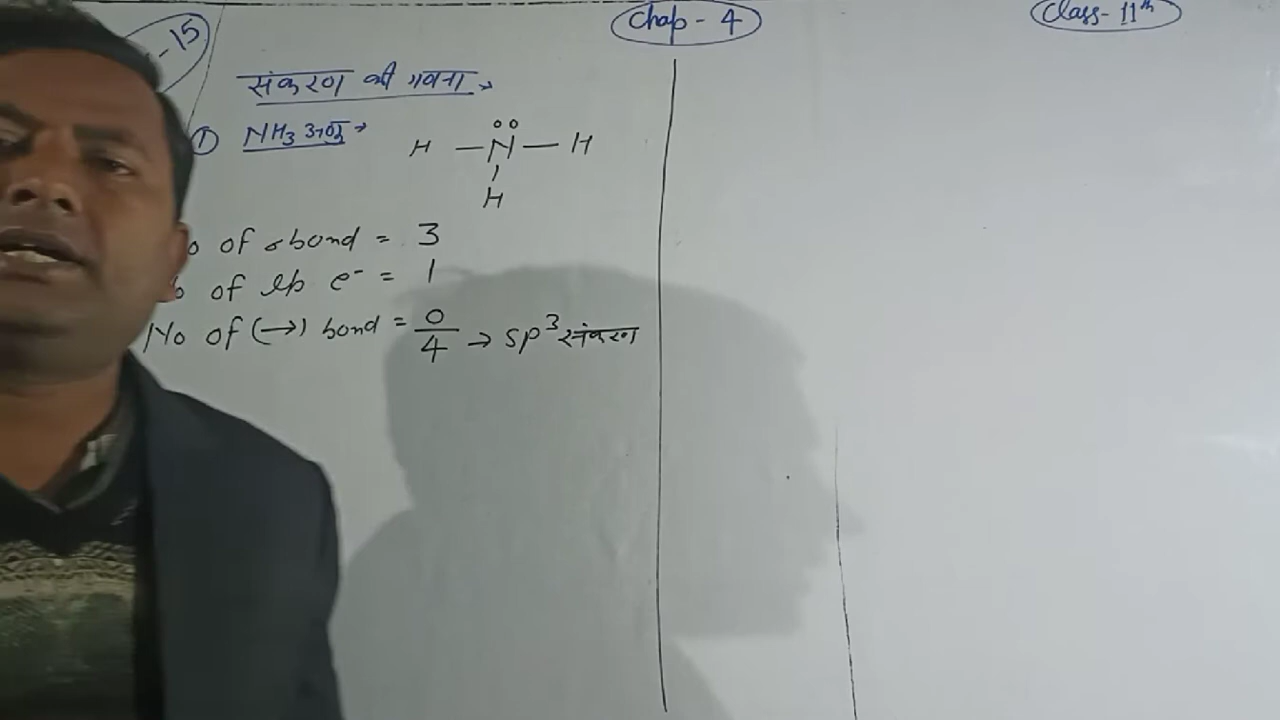 -15
Chap - 4
Class - 11th
संकरण की गणना →
① NH3 अणु →
H — N̈ — H
H
o of σ bond = 3
o of lp e- = 1
No of (→) bond = 0
4 → sp³ संकरण